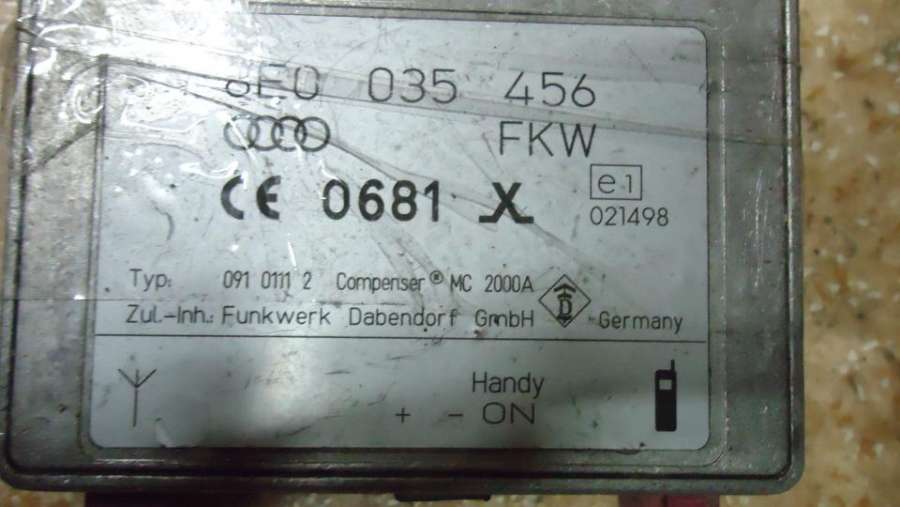 8E0 035 456
FKW
CE 0681 X
e1
021498
Typ: 091 0111 2 Compenser® MC 2000A
D
Zul.-Inh.: Funkwerk Dabendorf GmbH Germany
Handy
+ - ON